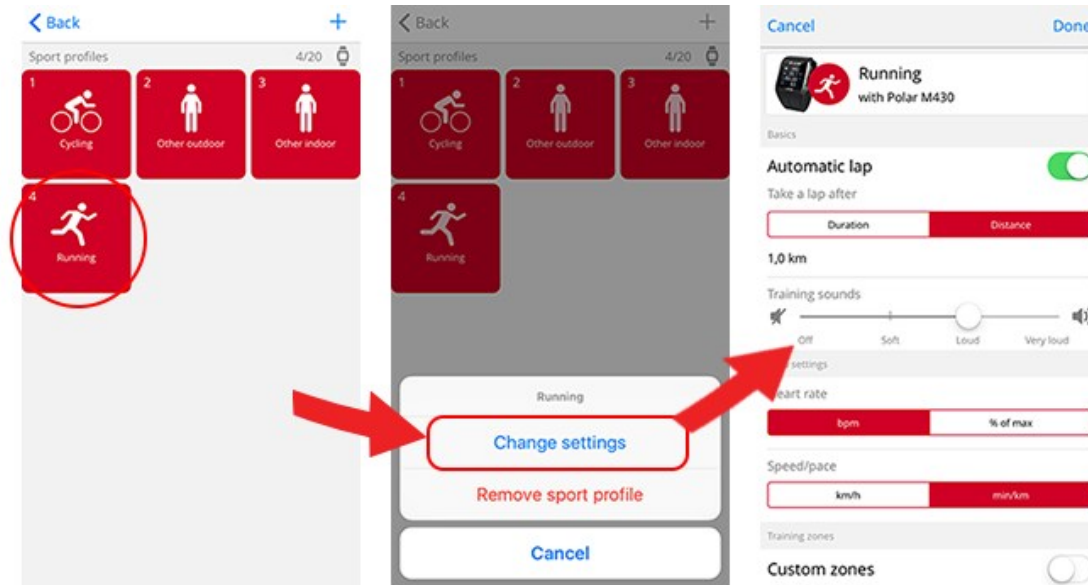 Back
+
Sport profiles 4/20
1
Cycling
2
Other outdoor
3
Other indoor
4
Running
Back
+
Sport profiles 4/20
1
Cycling
2
Other outdoor
3
Other indoor
4
Running
Running
Change settings
Remove sport profile
Cancel
Cancel Done
Running
with Polar M430
Basics
Automatic lap
Take a lap after
Duration Distance
1,0 km
Training sounds
Off Soft Loud Very loud
settings
eart rate
bpm % of max
Speed/pace
km/h min/km
Training zones
Custom zones